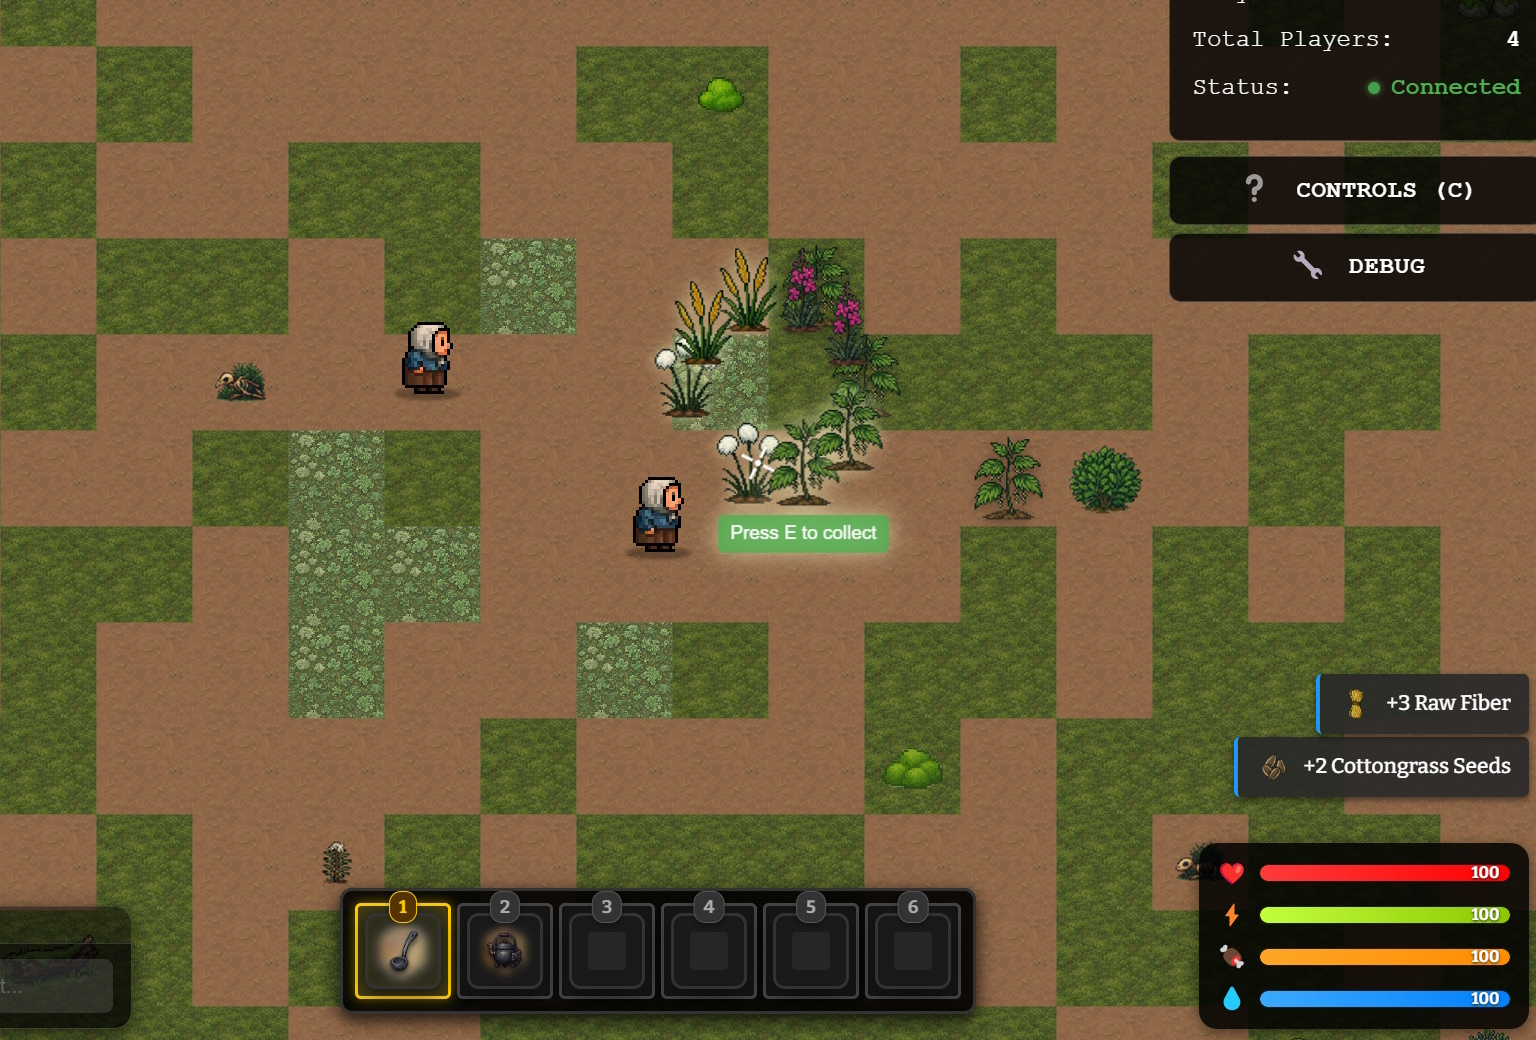 Total Players: 4
Status: Connected
? CONTROLS (C)
DEBUG
Press E to collect
+3 Raw Fiber
+2 Cottongrass Seeds
1 2 3 4 5 6
100
100
100
100
t...